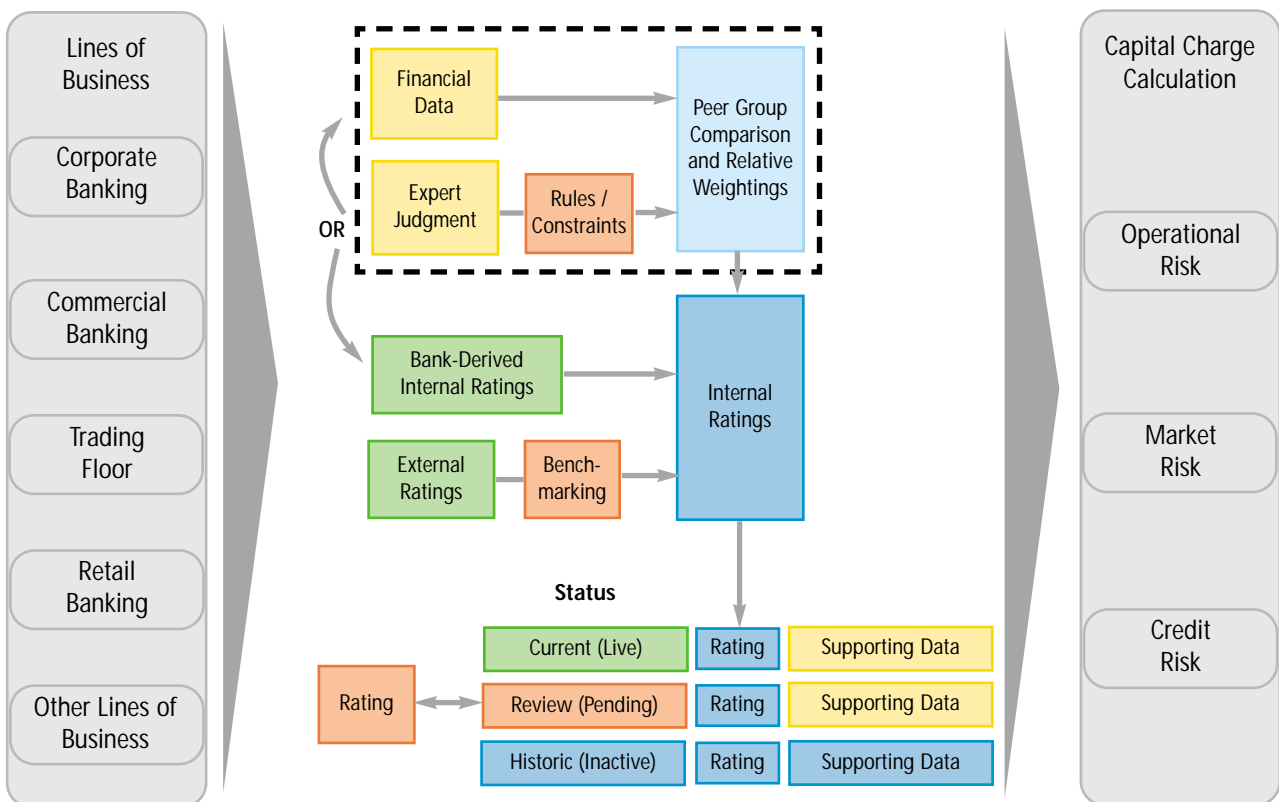 Lines of
Business
Corporate
Banking
Commercial
Banking
Trading
Floor
Retail
Banking
Other Lines of
Business
OR
Financial
Data
Expert
Judgment
Rules /
Constraints
Peer Group
Comparison
and Relative
Weightings
Bank-Derived
Internal Ratings
External
Ratings
Bench-
marking
Internal
Ratings
Status
Current (Live)
Rating
Supporting Data
Rating
Review (Pending)
Rating
Supporting Data
Historic (Inactive)
Rating
Supporting Data
Capital Charge
Calculation
Operational
Risk
Market
Risk
Credit
Risk